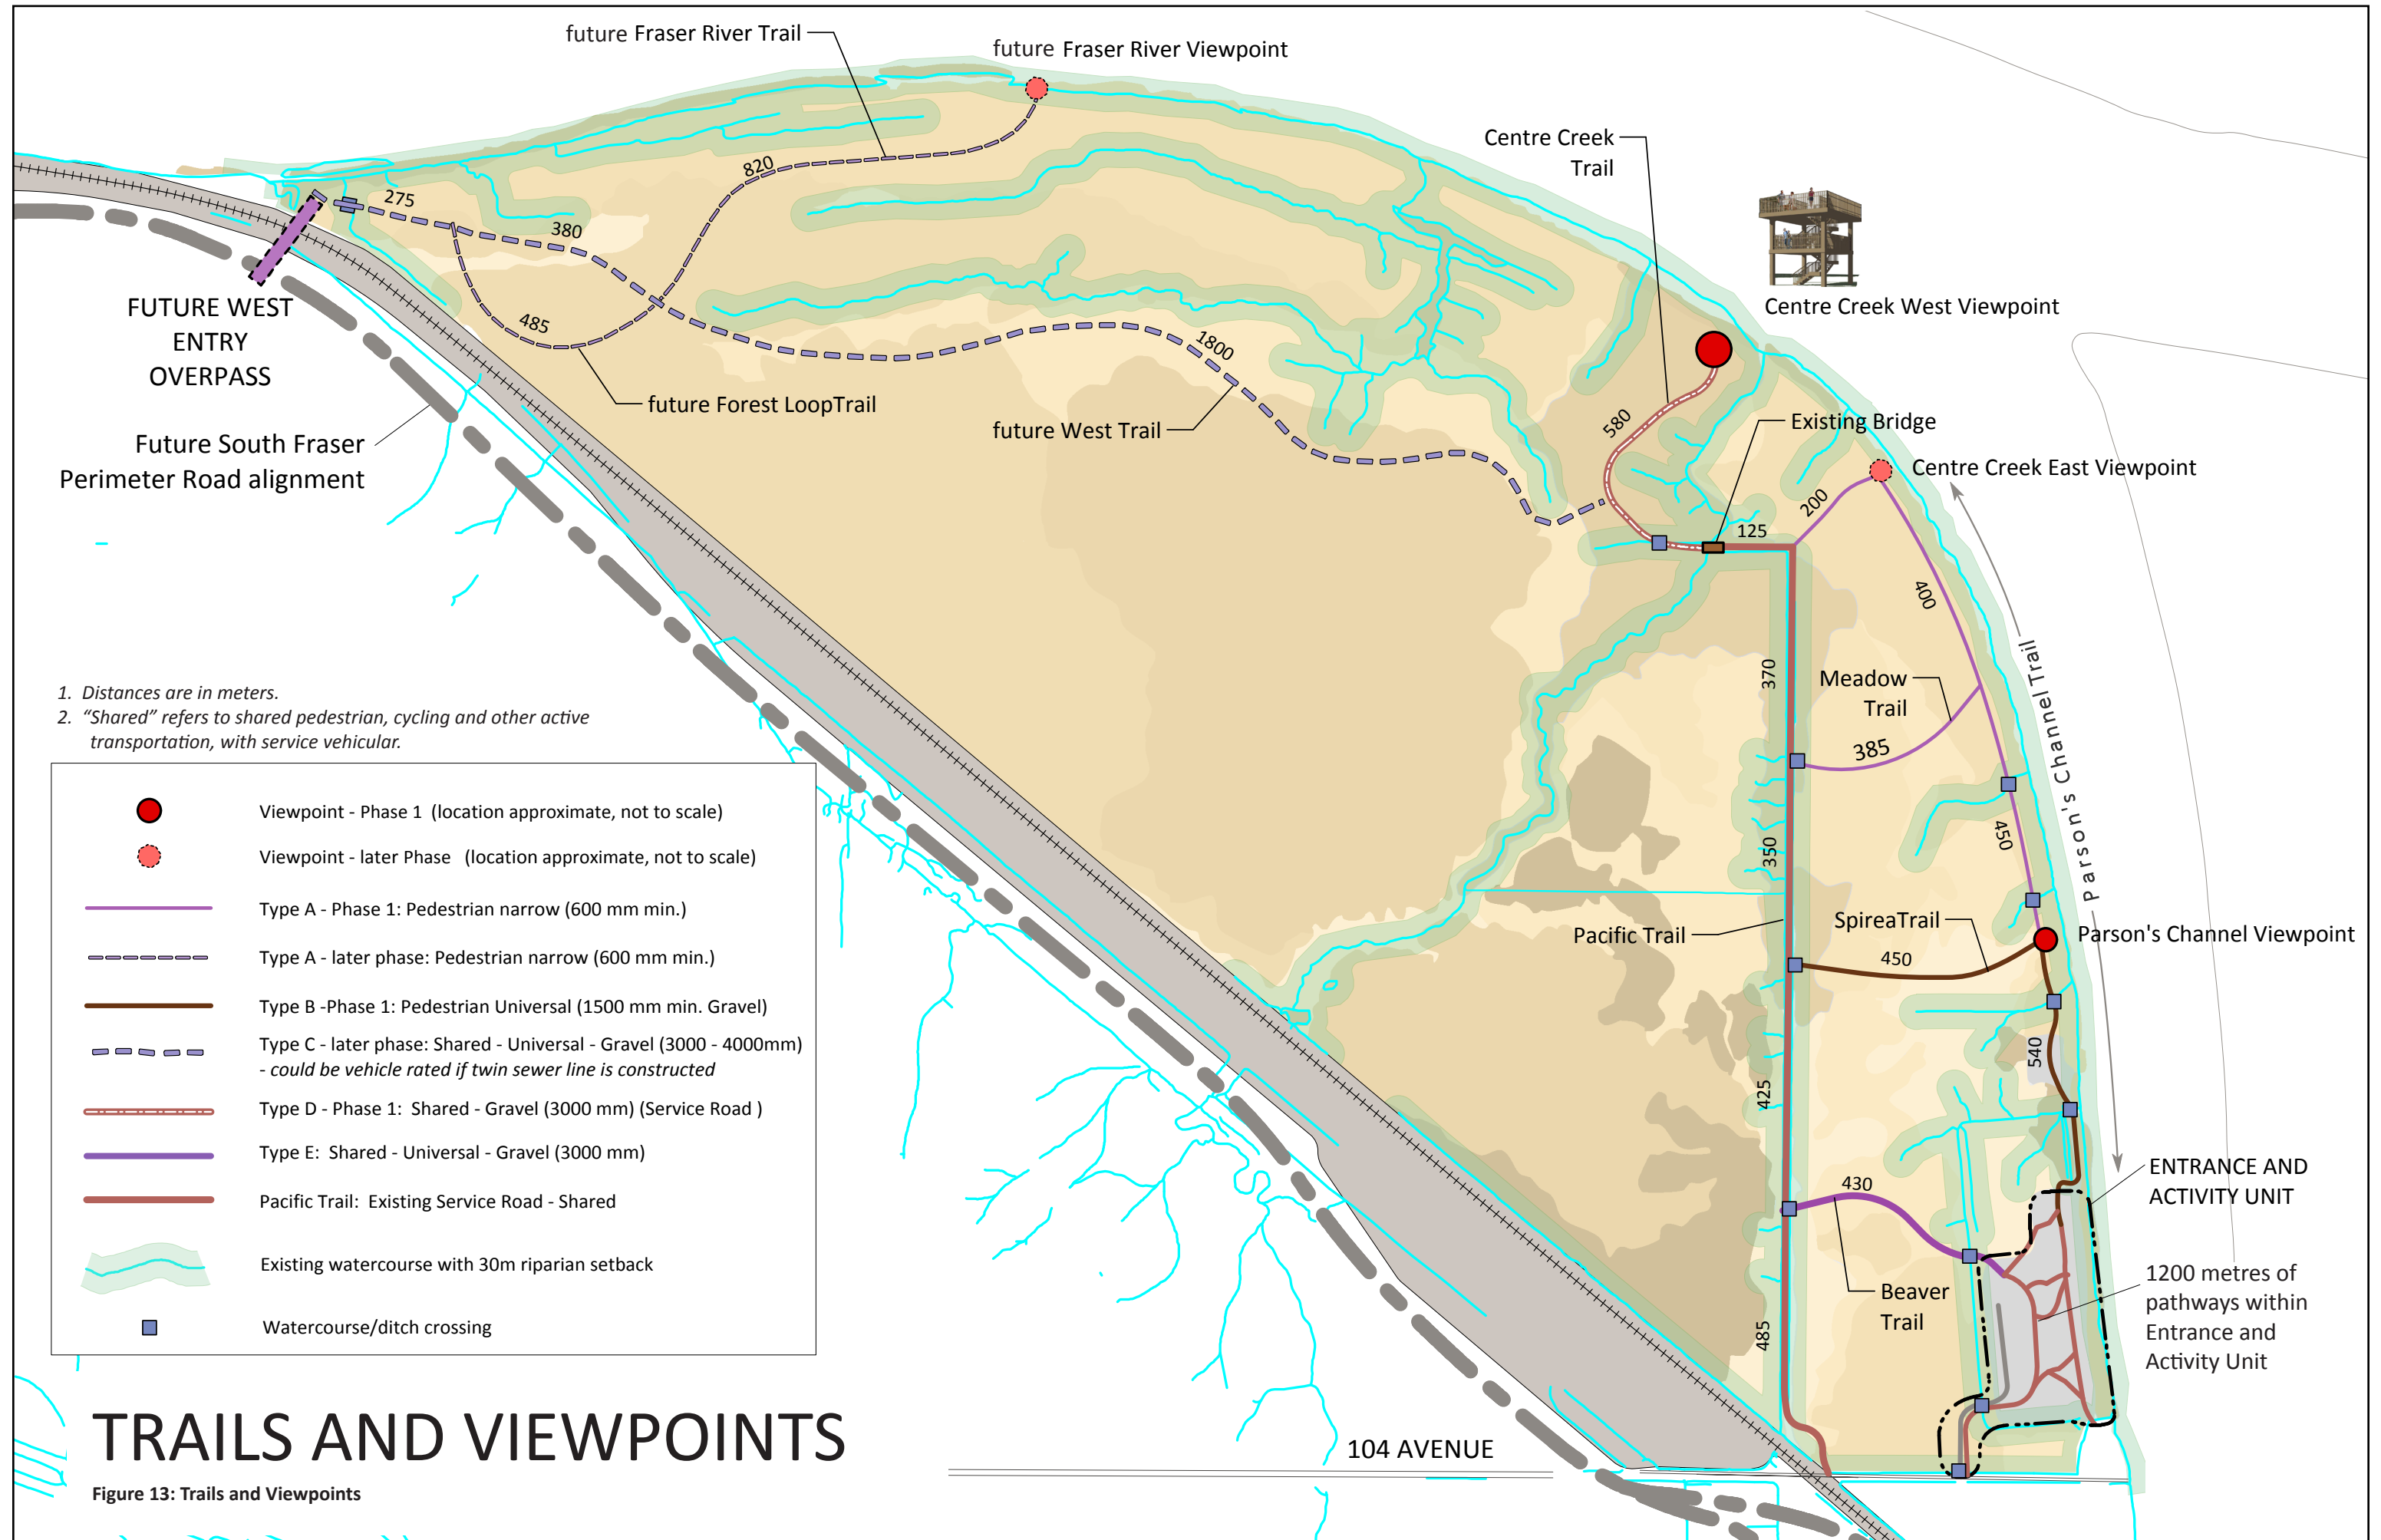 future Fraser River Trail
future Fraser River Viewpoint
Centre Creek
Trail
820
275
380
Centre Creek West Viewpoint
FUTURE WEST
ENTRY
OVERPASS
485
1800
future Forest LoopTrail
future West Trail
580
Existing Bridge
Future South Fraser
Perimeter Road alignment
Centre Creek East Viewpoint
200
125
400
Parson's Channel Trail
370
Meadow
Trail
385
1. Distances are in meters.
2. “Shared” refers to shared pedestrian, cycling and other active
transportation, with service vehicular.
Viewpoint - Phase 1 (location approximate, not to scale)
Viewpoint - later Phase (location approximate, not to scale)
Type A - Phase 1: Pedestrian narrow (600 mm min.)
Type A - later phase: Pedestrian narrow (600 mm min.)
Type B -Phase 1: Pedestrian Universal (1500 mm min. Gravel)
Type C - later phase: Shared - Universal - Gravel (3000 - 4000mm)
- could be vehicle rated if twin sewer line is constructed
Type D - Phase 1: Shared - Gravel (3000 mm) (Service Road )
Type E: Shared - Universal - Gravel (3000 mm)
Pacific Trail: Existing Service Road - Shared
Existing watercourse with 30m riparian setback
Watercourse/ditch crossing
450
350
Pacific Trail
SpireaTrail
Parson's Channel Viewpoint
450
540
425
ENTRANCE AND
ACTIVITY UNIT
430
Beaver
Trail
1200 metres of
pathways within
Entrance and
Activity Unit
485
TRAILS AND VIEWPOINTS
104 AVENUE
Figure 13: Trails and Viewpoints